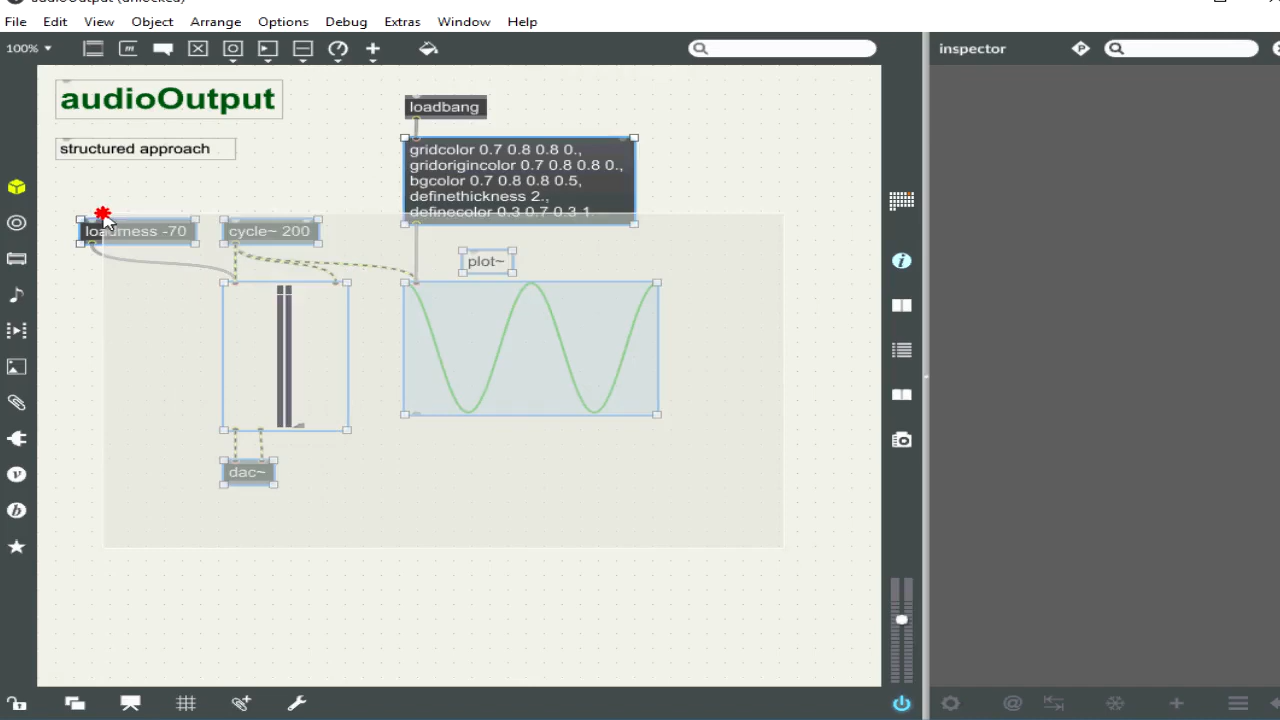 audioOutput (unlocked)
File Edit View Object Arrange Options Debug Extras Window Help
100%
inspector
audioOutput
structured approach
loadbang
gridcolor 0.7 0.8 0.8 0.,
gridorigincolor 0.7 0.8 0.8 0.,
bgcolor 0.7 0.8 0.8 0.5,
definethickness 2.,
definecolor 0.3 0.7 0.3 1.
loadmess -70
cycle~ 200
plot~
dac~